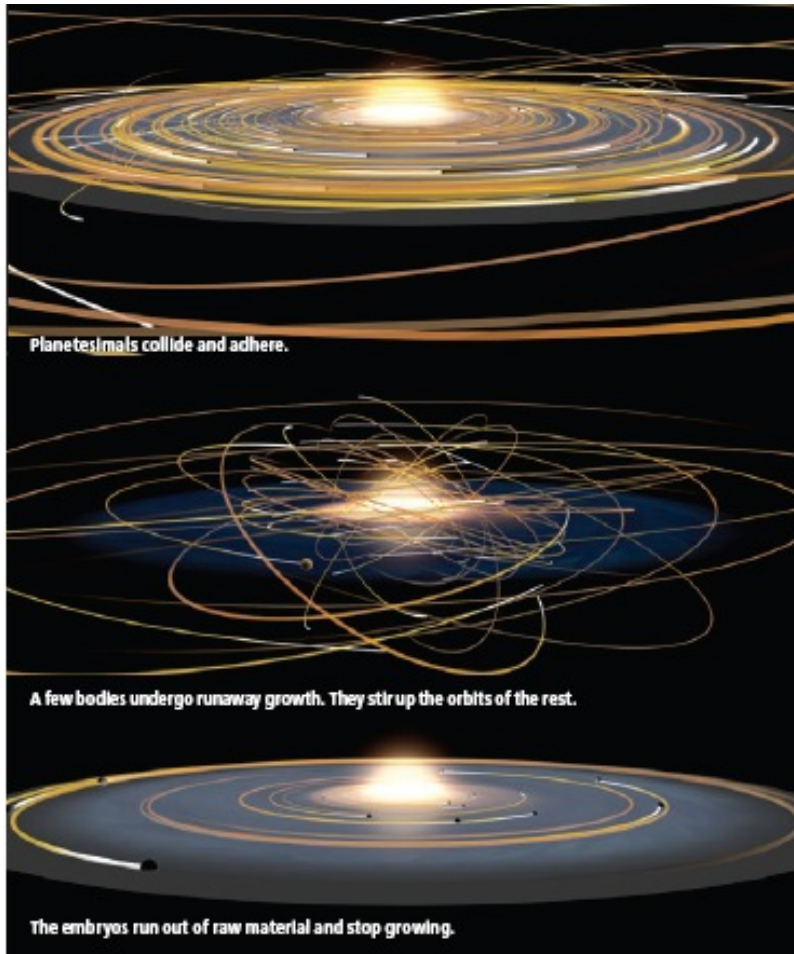 Planetesimals collide and adhere.
A few bodies undergo runaway growth. They stir up the orbits of the rest.
The embryos run out of raw material and stop growing.